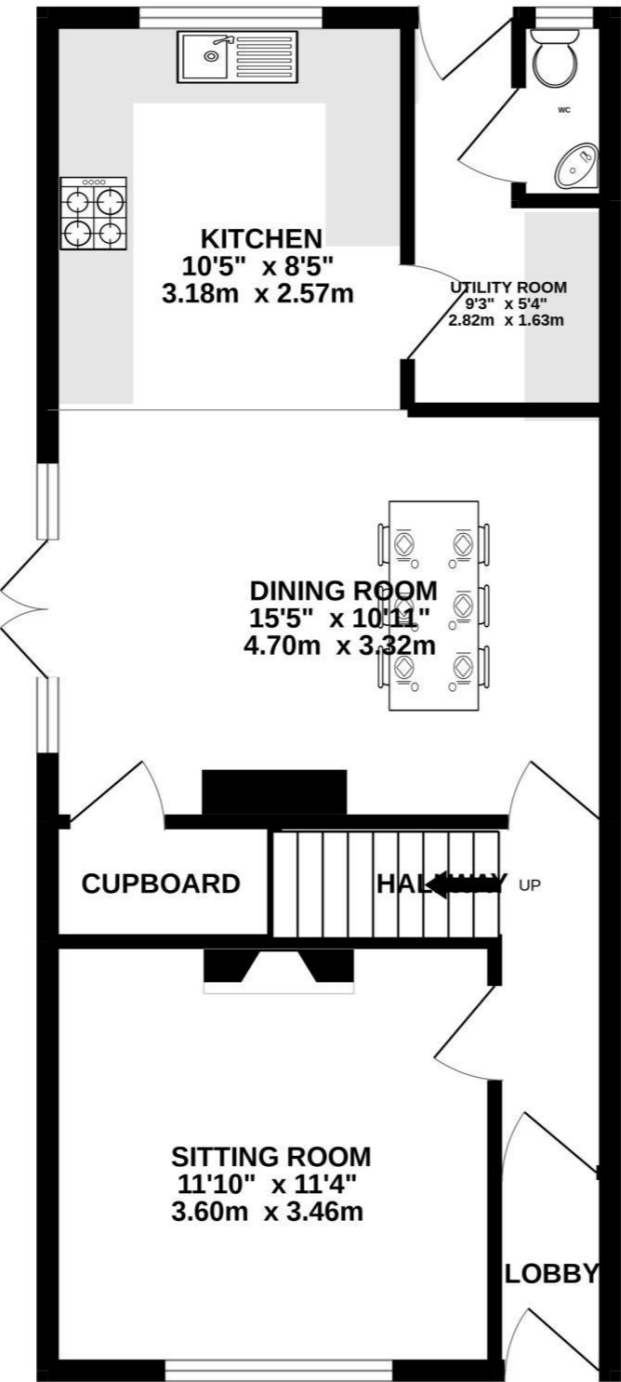 WC
KITCHEN
10'5" x 8'5"
3.18m x 2.57m
UTILITY ROOM
9'3" x 5'4"
2.82m x 1.63m
DINING ROOM
15'5" x 10'11"
4.70m x 3.32m
CUPBOARD
HALLWAY
UP
SITTING ROOM
11'10" x 11'4"
3.60m x 3.46m
LOBBY